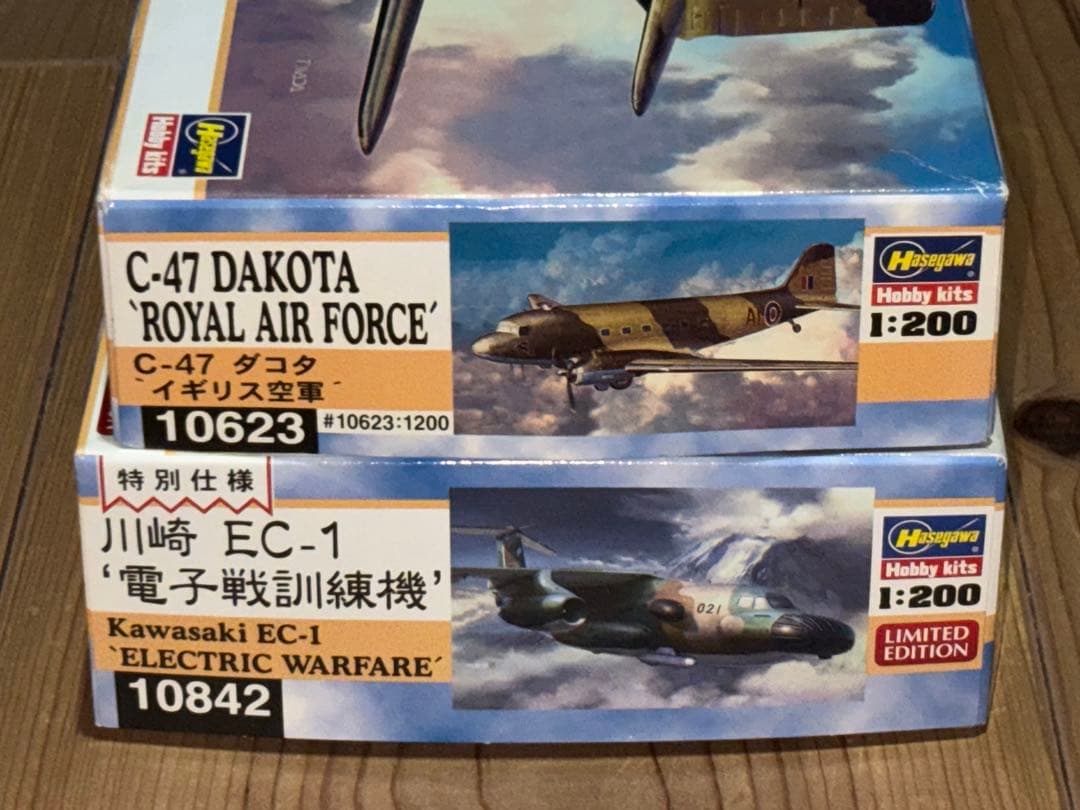 Hasegawa
Hobby kits
C-47 DAKOTA
`ROYAL AIR FORCE´
C-47 ダコタ
`イギリス空軍´
10623
#10623:1200
Hasegawa
Hobby kits
1:200
特別仕様
川崎 EC-1
‘電子戦訓練機’
Kawasaki EC-1
`ELECTRIC WARFARE´
10842
021
Hasegawa
Hobby kits
1:200
LIMITED
EDITION